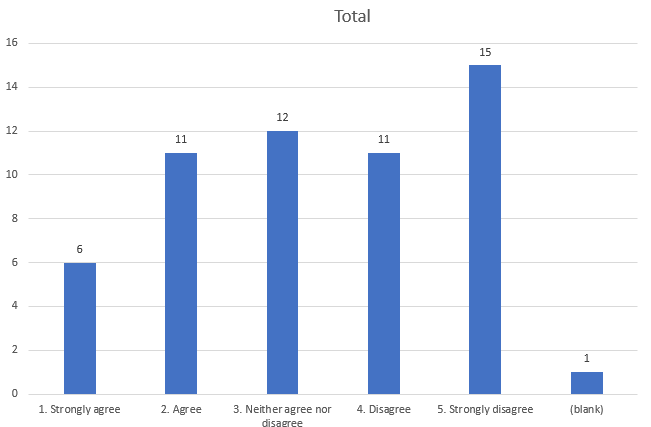 Total
16
14
12
10
8
6
4
2
0
6
11
12
11
15
1
1. Strongly agree
2. Agree
3. Neither agree nor
disagree
4. Disagree
5. Strongly disagree
(blank)